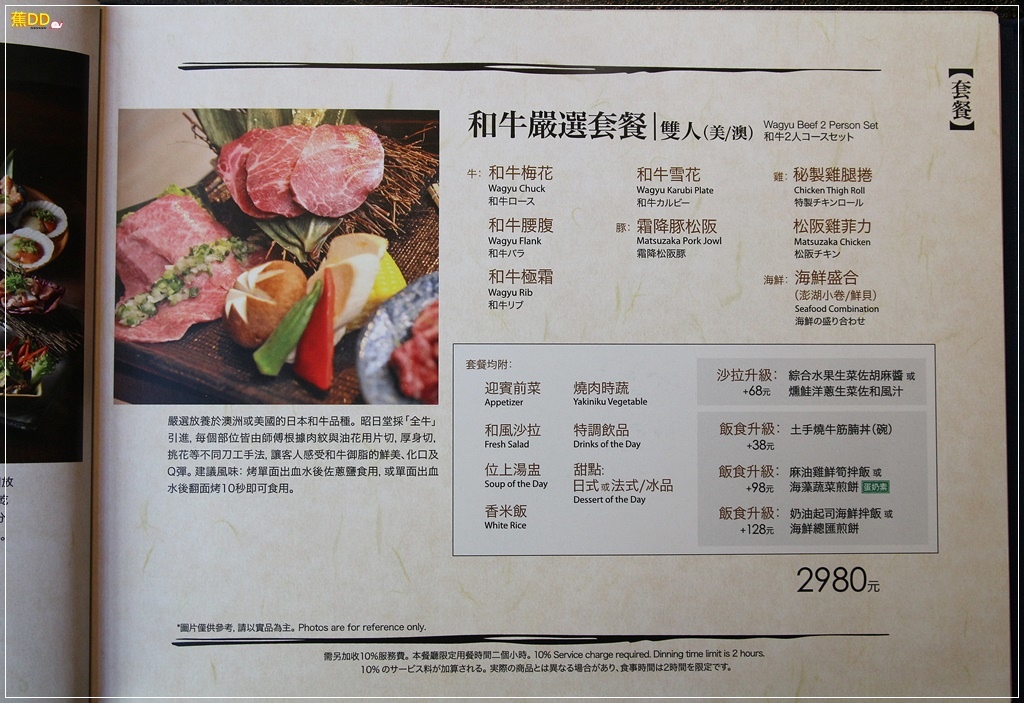 蕉DD
【套餐】
和牛嚴選套餐|雙人(美/澳) Wagyu Beef 2 Person Set
和牛2人コースセット
牛: 和牛梅花
Wagyu Chuck
和牛ロース
和牛腰腹
Wagyu Flank
和牛バラ
和牛極霜
Wagyu Rib
和牛リブ
和牛雪花
Wagyu Karubi Plate
和牛カルビー
豚: 霜降豚松阪
Matsuzaka Pork Jowl
霜降松阪豚
雞: 秘製雞腿捲
Chicken Thigh Roll
特製チキンロール
松阪雞菲力
Matsuzaka Chicken
松阪チキン
海鮮: 海鮮盛合
(澎湖小卷/鮮貝)
Seafood Combination
海鮮の盛り合わせ
嚴選放養於澳洲或美國的日本和牛品種。昭日堂採「全牛」
引進, 每個部位皆由師傅根據肉紋與油花用片切, 厚身切,
挑花等不同刀工手法, 讓客人感受和牛御脂的鮮美、化口及
Q彈。建議風味: 烤單面出血水後佐蔥鹽食用, 或單面出血
水後翻面烤10秒即可食用。
套餐均附:
迎賓前菜
Appetizer
和風沙拉
Fresh Salad
位上湯盅
Soup of the Day
香米飯
White Rice
燒肉時蔬
Yakiniku Vegetable
特調飲品
Drinks of the Day
甜點:
日式或法式/冰品
Dessert of the Day
沙拉升級: 綜合水果生菜佐胡麻醬 或
+68元 燻鮭洋蔥生菜佐和風汁
飯食升級: 土手燒牛筋腩丼(碗)
+38元
飯食升級: 麻油雞鮮筍拌飯 或
+98元 海藻蔬菜煎餅 蛋奶素
飯食升級: 奶油起司海鮮拌飯 或
+128元 海鮮總匯煎餅
2980元
*圖片僅供參考, 請以實品為主。Photos are for reference only.
需另加收10%服務費。本餐廳限定用餐時間二個小時。10% Service charge required. Dinning time limit is 2 hours.
10% のサービス料が加算される。実際の商品とは異なる場合があり、食事時間は2時間を限定です。